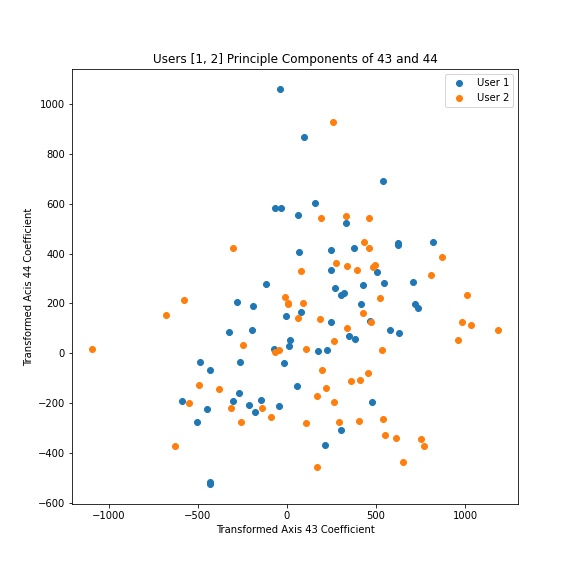 Users [1, 2] Principle Components of 43 and 44
User 1
User 2
1000
800
600
400
200
0
−200
−400
−600
Transformed Acis 44 Coefficient
−1000
−500
0
500
1000
Transformed Axis 43 Coefficient